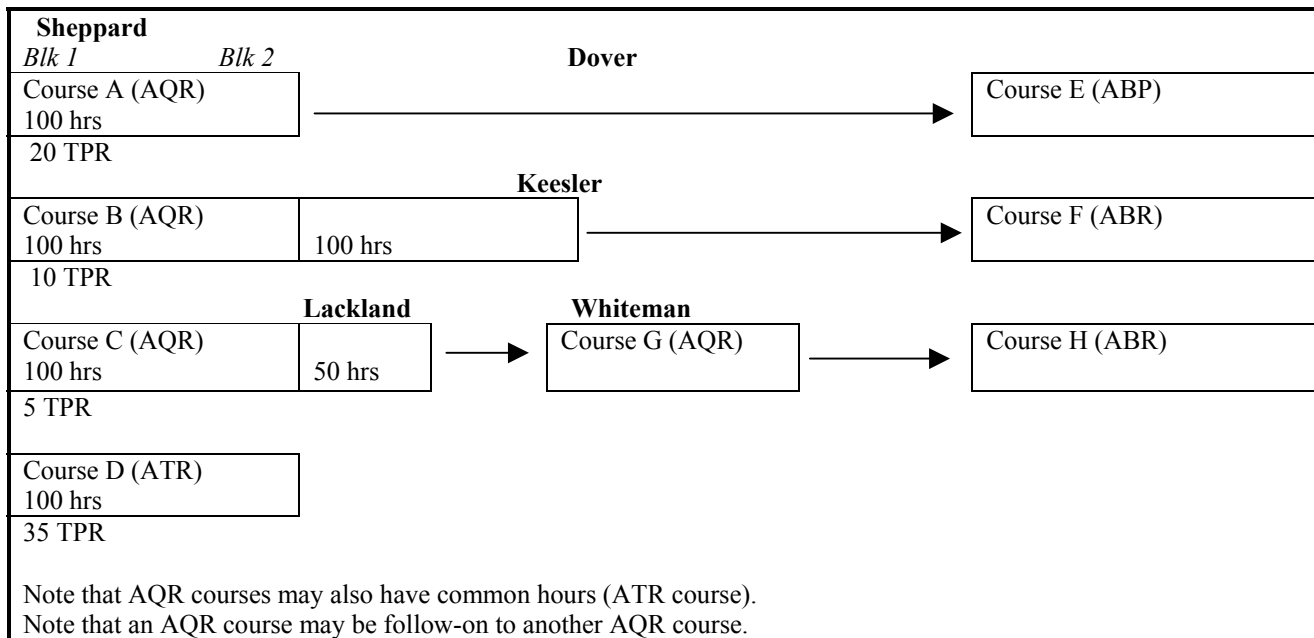 Sheppard
Blk 1 Blk 2 Dover
Course A (AQR) Course E (ABP)
100 hrs
20 TPR
Keesler
Course B (AQR) Course F (ABR)
100 hrs 100 hrs
10 TPR
Lackland Whiteman
Course C (AQR) Course G (AQR) Course H (ABR)
100 hrs 50 hrs
5 TPR
Course D (ATR)
100 hrs
35 TPR
Note that AQR courses may also have common hours (ATR course).
Note that an AQR course may be follow-on to another AQR course.